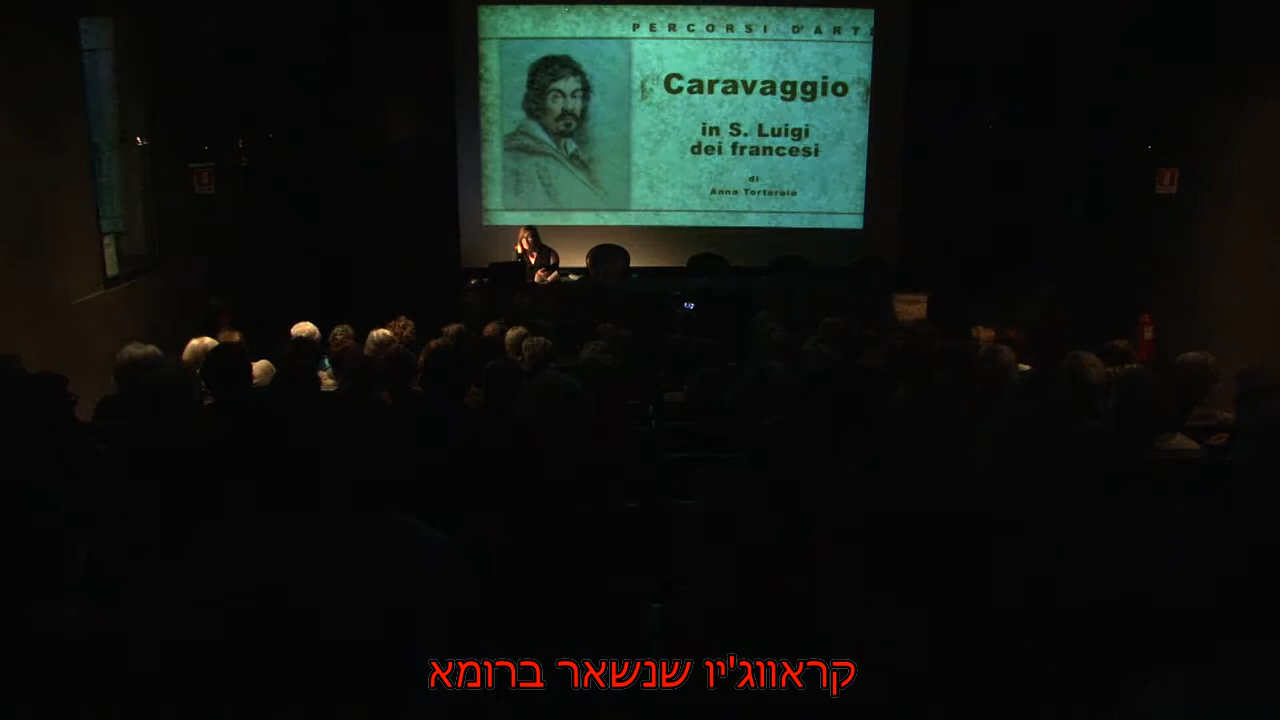 PERCORSI D'ARTE
Caravaggio
in S. Luigi
dei francesi
di
Anna Torterolo
קראווג'יו שנשאר ברומא